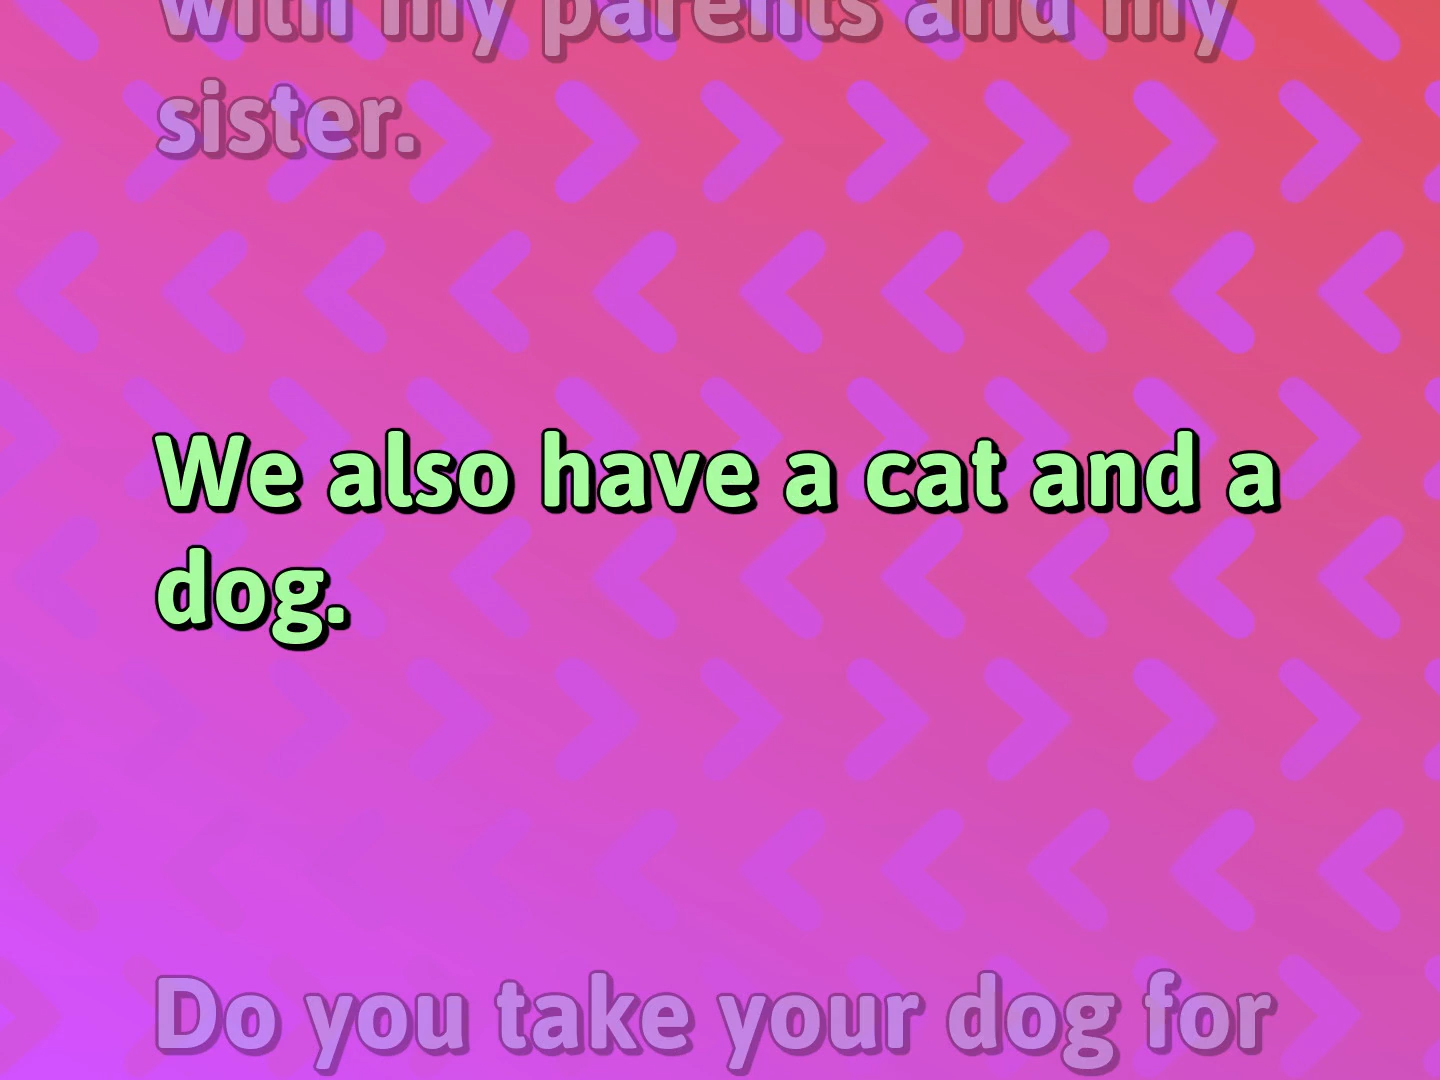 with my parents and my
sister.
We also have a cat and a
dog.
Do you take your dog for